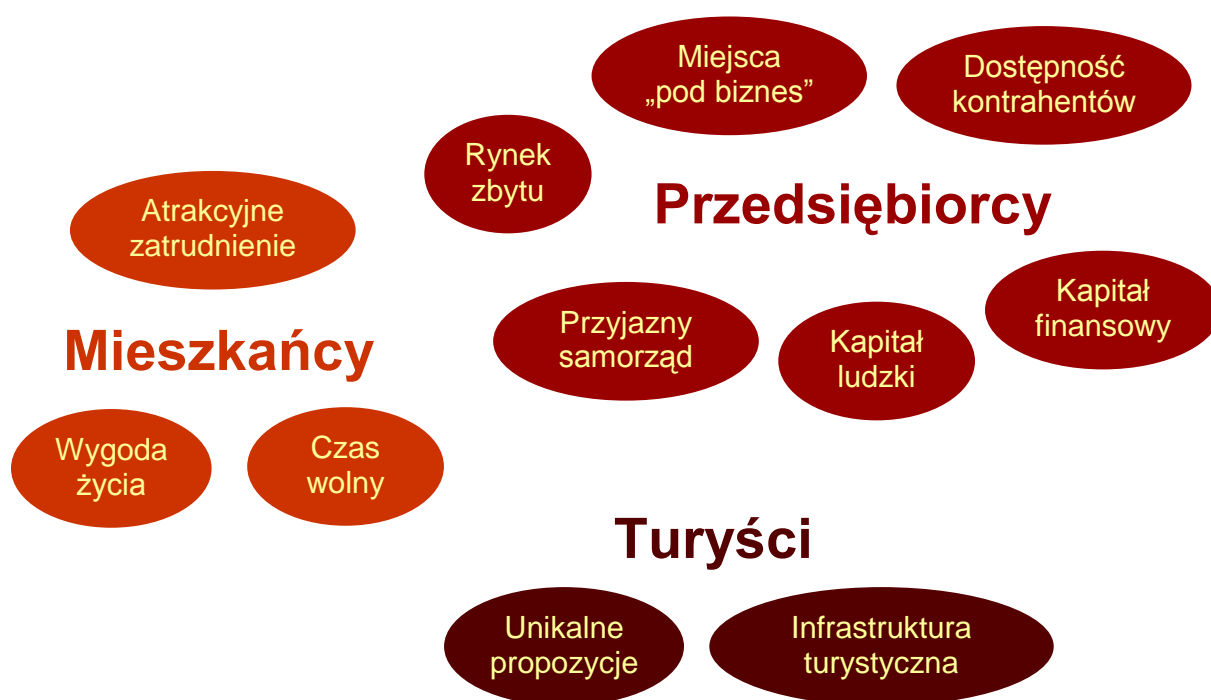 Miejsca
„pod biznes”
Dostępność
kontrahentów
Rynek
zbytu
Przedsiębiorcy
Atrakcyjne
zatrudnienie
Kapitał
finansowy
Przyjazny
samorząd
Kapitał
ludzki
Mieszkańcy
Wygoda
życia
Czas
wolny
Turyści
Unikalne
propozycje
Infrastruktura
turystyczna